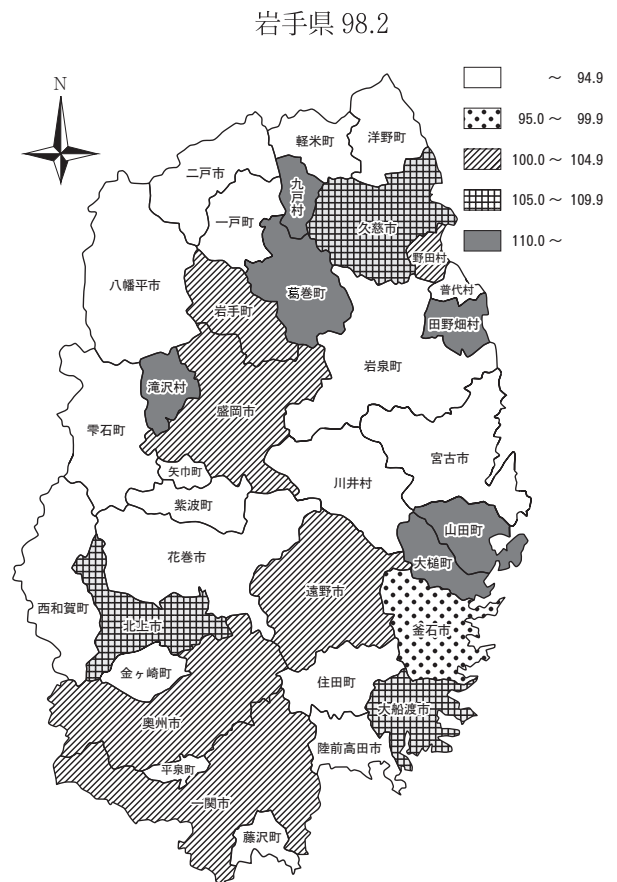 岩手県 98.2
N
～ 94.9
95.0 ～ 99.9
100.0 ～ 104.9
105.0 ～ 109.9
110.0 ～
軽米町
洋野町
二戸市
九戸村
一戸町
久慈市
野田村
八幡平市
葛巻町
普代村
岩手町
田野畑村
岩泉町
滝沢村
盛岡市
雫石町
宮古市
矢巾町
川井村
紫波町
山田町
花巻市
大槌町
遠野市
西和賀町
北上市
釜石市
金ヶ崎町
住田町
大船渡市
奥州市
陸前高田市
平泉町
一関市
藤沢町